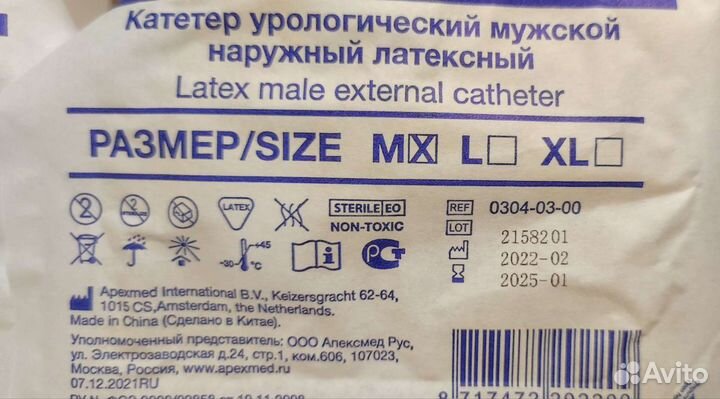 Катетер урологический мужской
наружный латексный
Latex male external catheter
РАЗМЕР/SIZE M L XL
LATEX STERILE EO REF 0304-03-00
NON-TOXIC LOT 2158201
2022-02
-30 +45 °C 2025-01
Apexmed International B.V., Keizersgracht 62-64,
1015 CS, Amsterdam, the Netherlands.
Made in China (Сделано в Китае).
Уполномоченный представитель: ООО Апексмед Рус,
ул. Электрозаводская д.24, стр.1, ком.606, 107023,
Москва, Россия, www.apexmed.com
07.12.2021RU
Avito